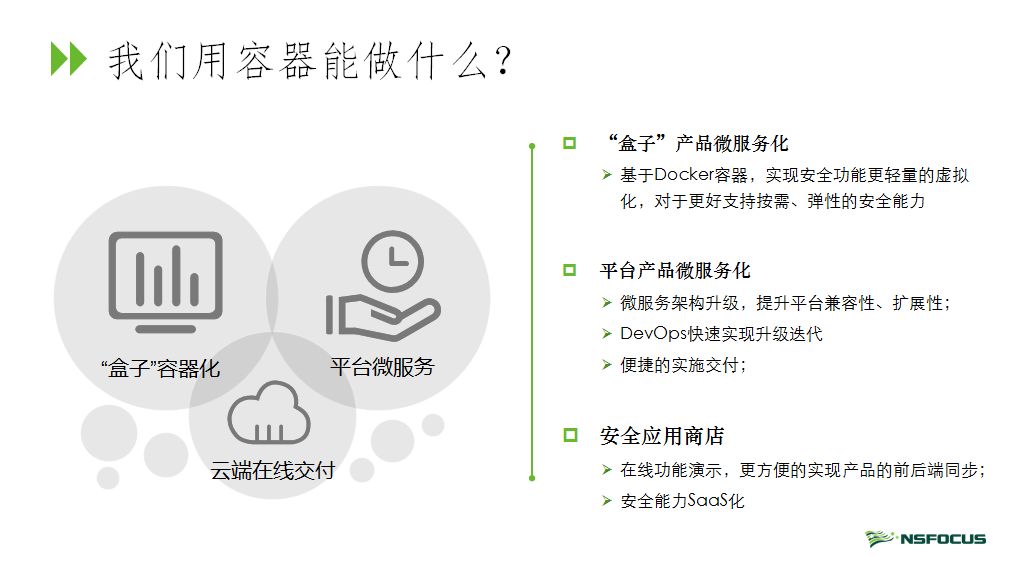 我们用容器能做什么?
“盒子”容器化
平台微服务
云端在线交付
“盒子”产品微服务化
基于Docker容器，实现安全功能更轻量的虚拟
化，对于更好支持按需、弹性的安全能力
平台产品微服务化
微服务架构升级，提升平台兼容性、扩展性；
DevOps快速实现升级迭代
便捷的实施交付；
安全应用商店
在线功能演示，更方便的实现产品的前后端同步；
安全能力SaaS化
NSFOCUS